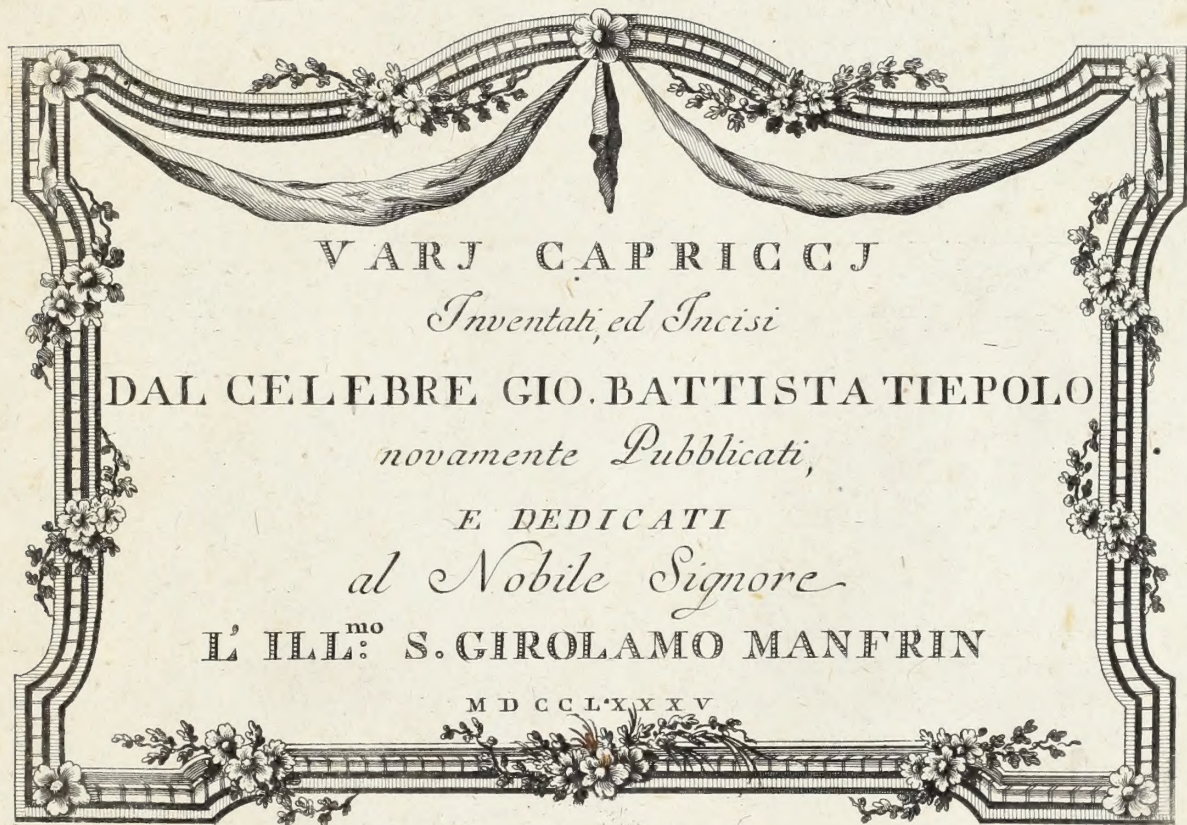 VARJ CAPRICCJ
Inventati, ed Incisi
DAL CELEBRE GIO. BATTISTA TIEPOLO
novamente Pubblicati,
E DEDICATI
al Nobile Signore
L' ILL.mo S. GIROLAMO MANFRIN
MDCCLXXXV